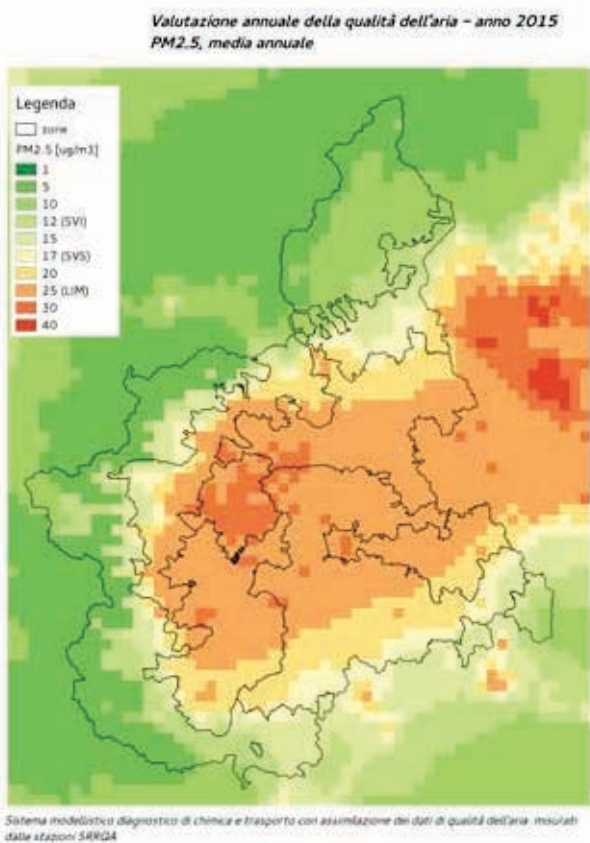 Valutazione annuale della qualità dell'aria - anno 2015
PM2.5, media annuale
Legenda
zone
PM2.5 [ug/m3]
1
5
10
12 (SVI)
15
17 (SVS)
20
25 (LIM)
30
40
Sistema modellistico diagnostico di chimica e trasporto con assimilazione dei dati di qualità dell'aria misurati
dalle stazioni SRRQA